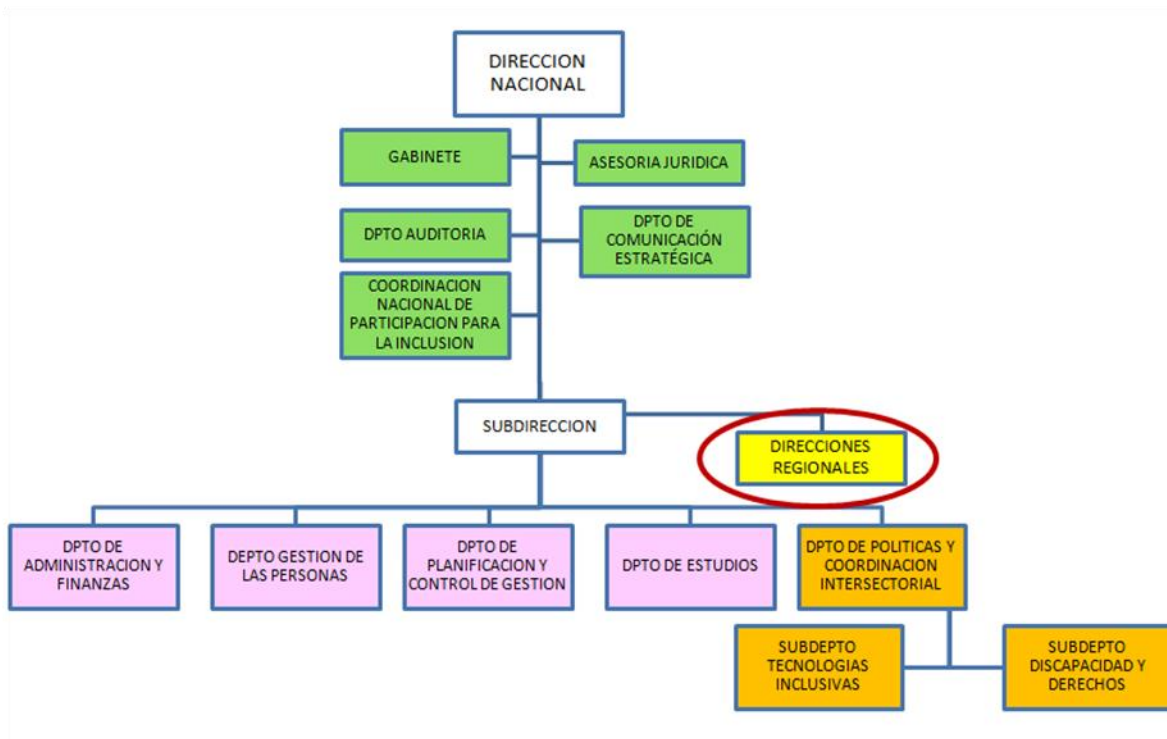 DIRECCION
NACIONAL
GABINETE
ASESORIA JURIDICA
DPTO AUDITORIA
DPTO DE
COMUNICACIÓN
ESTRATÉGICA
COORDINACION
NACIONAL DE
PARTICIPACION PARA
LA INCLUSION
SUBDIRECCION
DIRECCIONES
REGIONALES
DPTO DE
ADMINISTRACION Y
FINANZAS
DEPTO GESTION DE
LAS PERSONAS
DPTO DE
PLANIFICACION Y
CONTROL DE GESTION
DPTO DE ESTUDIOS
DPTO DE POLITICAS Y
COORDINACION
INTERSECTORIAL
SUBDEPTO
TECNOLOGIAS
INCLUSIVAS
SUBDEPTO
DISCAPACIDAD Y
DERECHOS